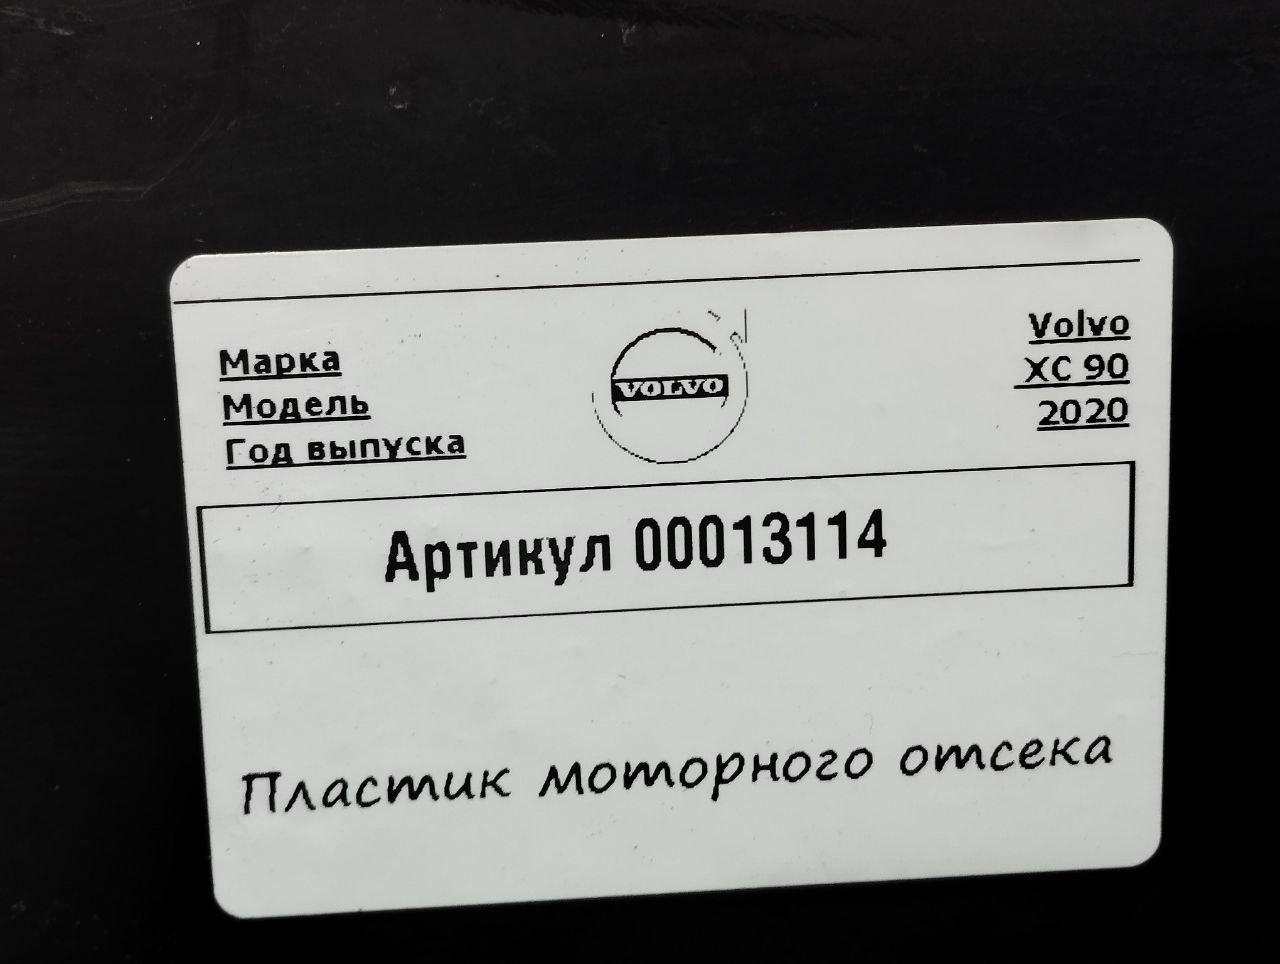 Марка
Модель
Год выпуска
VOLVO
Volvo
XC 90
2020
Артикул 00013114
Пластик моторного отсека